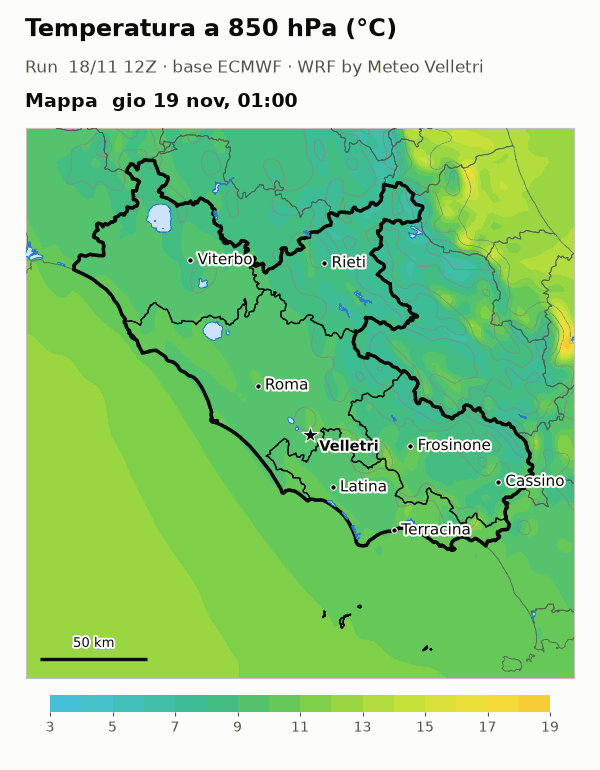 Temperatura a 850 hPa (°C)
Run  18/11 12Z · base ECMWF · WRF by Meteo Velletri
Mappa  gio 19 nov, 01:00
Viterbo
Rieti
Roma
Velletri
Frosinone
Cassino
Latina
Terracina
50 km
3 5 7 9 11 13 15 17 19